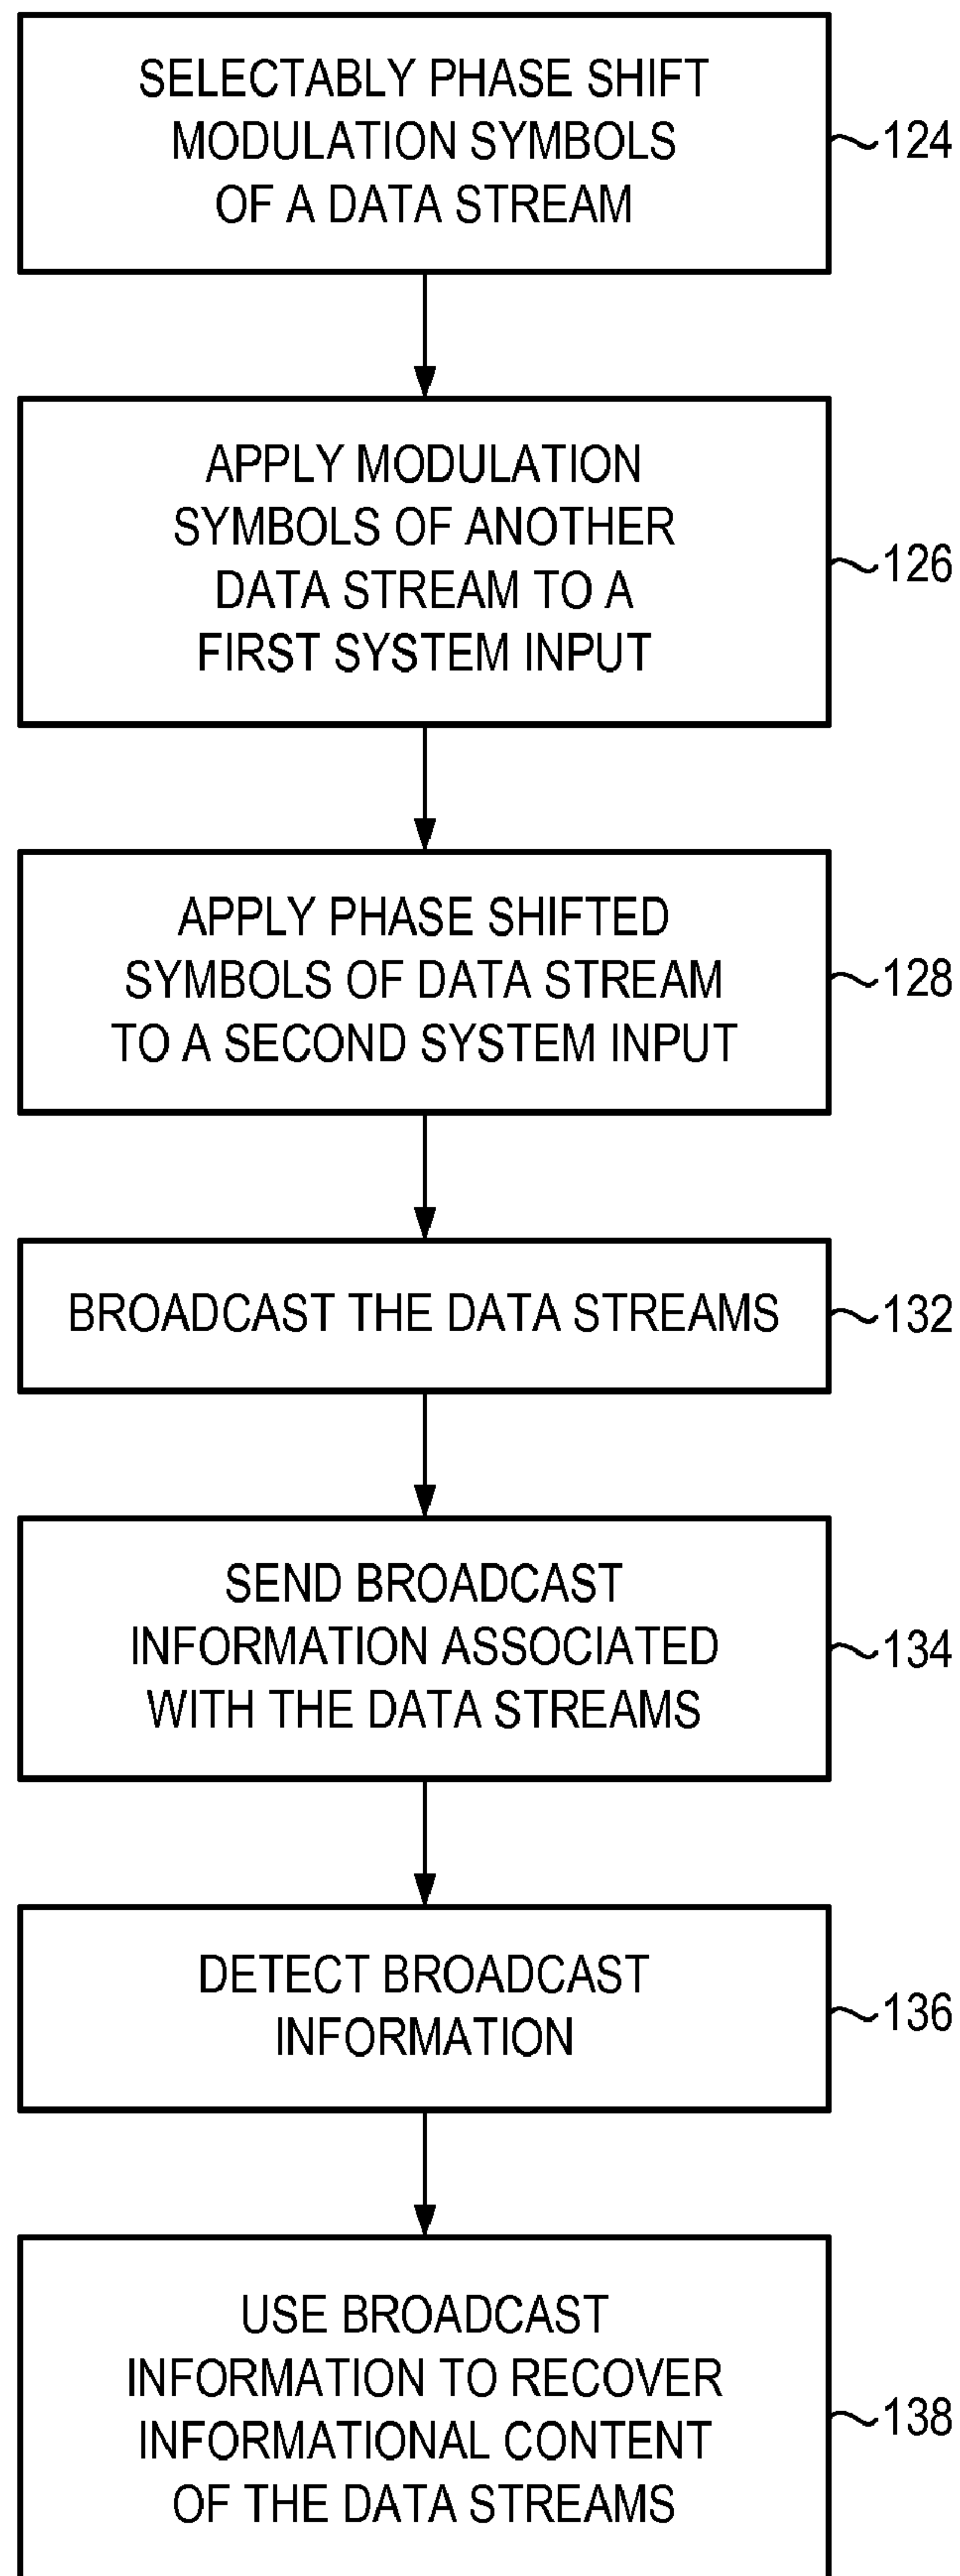 SELECTABLY PHASE SHIFT
MODULATION SYMBOLS
OF A DATA STREAM
124
APPLY MODULATION
SYMBOLS OF ANOTHER
DATA STREAM TO A
FIRST SYSTEM INPUT
126
APPLY PHASE SHIFTED
SYMBOLS OF DATA STREAM
TO A SECOND SYSTEM INPUT
128
BROADCAST THE DATA STREAMS
132
SEND BROADCAST
INFORMATION ASSOCIATED
WITH THE DATA STREAMS
134
DETECT BROADCAST
INFORMATION
136
USE BROADCAST
INFORMATION TO RECOVER
INFORMATIONAL CONTENT
OF THE DATA STREAMS
138